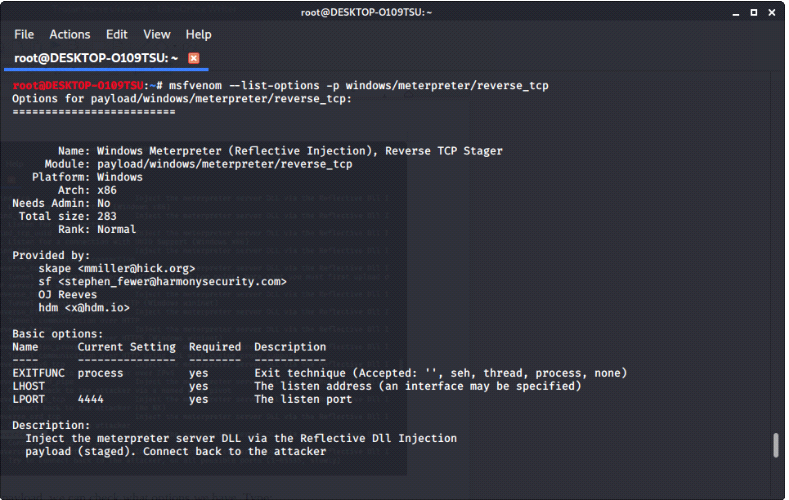 root@DESKTOP-O109TSU: ~
File Actions Edit View Help
root@DESKTOP-O109TSU: ~
root@DESKTOP-O109TSU:~# msfvenom --list-options -p windows/meterpreter/reverse_tcp
Options for payload/windows/meterpreter/reverse_tcp:
=========================
Name: Windows Meterpreter (Reflective Injection), Reverse TCP Stager
Module: payload/windows/meterpreter/reverse_tcp
Platform: Windows
Arch: x86
Needs Admin: No
Total size: 283
Rank: Normal
Provided by:
skape <mmiller@hick.org>
sf <stephen_fewer@harmonysecurity.com>
OJ Reeves
hdm <x@hdm.io>
Basic options:
Name Current Setting Required Description
---- --------------- -------- -----------
EXITFUNC process yes Exit technique (Accepted: '', seh, thread, process, none)
LHOST yes The listen address (an interface may be specified)
LPORT 4444 yes The listen port
Description:
Inject the meterpreter server DLL via the Reflective Dll Injection
payload (staged). Connect back to the attacker